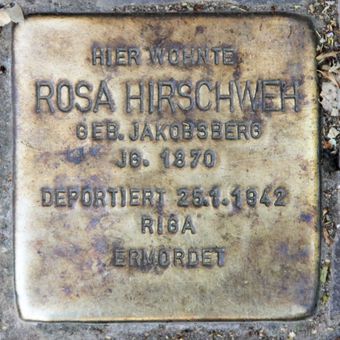 HIER WOHNTE
ROSA HIRSCHWEH
GEB. JAKOBSBERG
JG. 1870
DEPORTIERT 25.1.1942
RIGA
ERMORDET